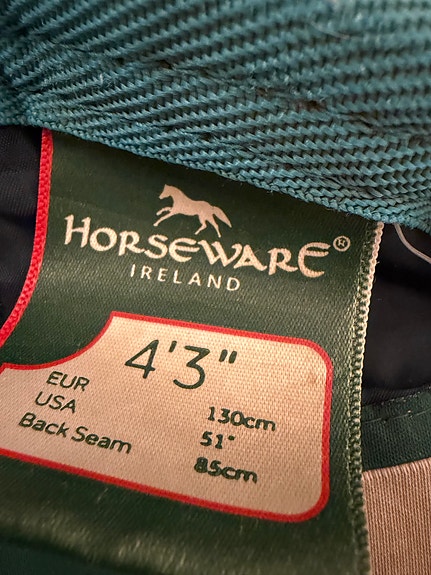 HORSEWARE®
IRELAND
4'3"
EUR 130cm
USA 51"
Back Seam 85cm